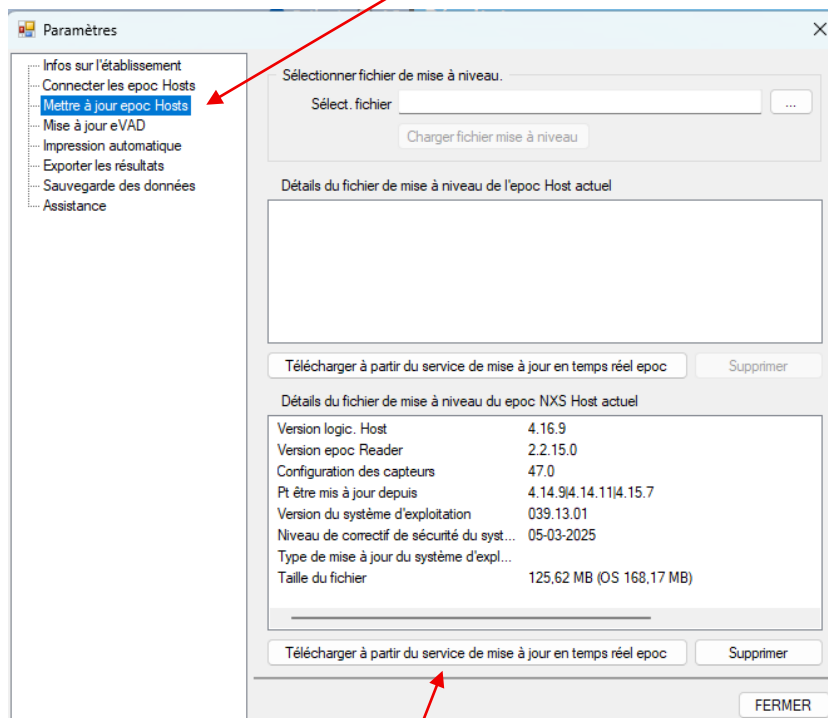 Paramètres
Infos sur l'établissement
Connecter les epoc Hosts
Mettre à jour epoc Hosts
Mise à jour eVAD
Impression automatique
Exporter les résultats
Sauvegarde des données
Assistance
Sélectionner fichier de mise à niveau.
Sélect. fichier ...
Charger fichier mise à niveau
Détails du fichier de mise à niveau de l'epoc Host actuel
Télécharger à partir du service de mise à jour en temps réel epoc Supprimer
Détails du fichier de mise à niveau du epoc NXS Host actuel
Version logic. Host 4.16.9
Version epoc Reader 2.2.15.0
Configuration des capteurs 47.0
Pt être mis à jour depuis 4.14.9|4.14.11|4.15.7
Version du système d'exploitation 039.13.01
Niveau de correctif de sécurité du syst... 05-03-2025
Type de mise à jour du système d'expl...
Taille du fichier 125,62 MB (OS 168,17 MB)
Télécharger à partir du service de mise à jour en temps réel epoc Supprimer
FERMER